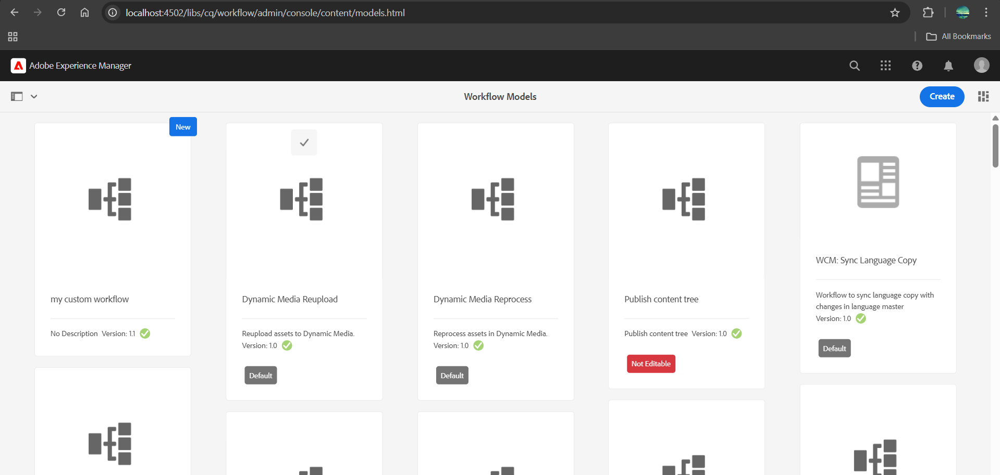 localhost:4502/libs/cq/workflow/admin/console/content/models.html
All Bookmarks
Adobe Experience Manager
Workflow Models
Create
New
my custom workflow
No Description Version: 1.1
Dynamic Media Reupload
Reupload assets to Dynamic Media.
Version: 1.0
Default
Dynamic Media Reprocess
Reprocess assets in Dynamic Media.
Version: 1.0
Default
Publish content tree
Publish content tree Version: 1.0
Not Editable
WCM: Sync Language Copy
Workflow to sync language copy with
changes in language master
Version: 1.0
Default